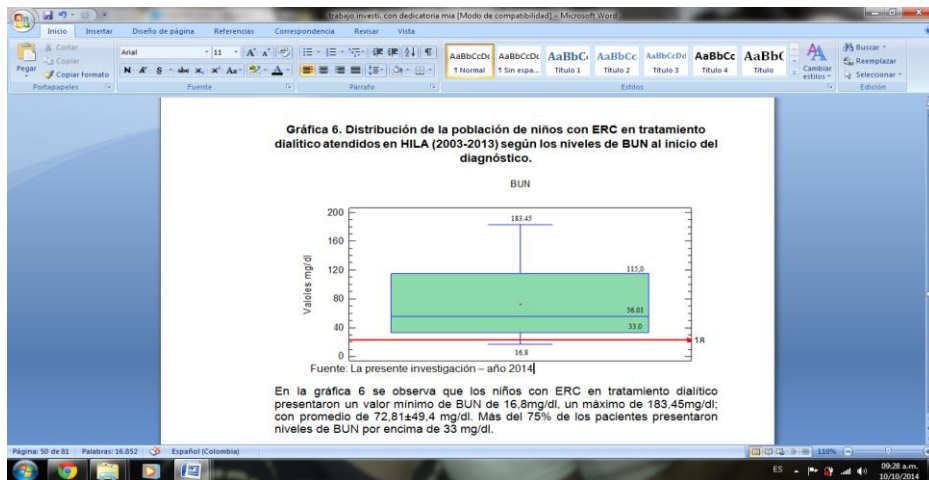 trabajo investi. con dedicatoria mia [Modo de compatibilidad] - Microsoft Word
Inicio Insertar Diseño de página Referencias Correspondencia Revisar Vista
Pegar
Cortar
Copiar
Copiar formato
Portapapeles
Arial 11
N K S abc x, x² Aa
Fuente
Párrafo
AaBbCcDc AaBbCcDc AaBbC AaBbCc AaBbCcDd AaBbCc AaBb(
¶ Normal ¶ Sin espa... Título 1 Título 2 Título 3 Título 4 Título
Cambiar estilos
Estilos
Buscar
Reemplazar
Seleccionar
Edición
Gráfica 6. Distribución de la población de niños con ERC en tratamiento
dialítico atendidos en HILA (2003-2013) según los niveles de BUN al inicio del
diagnóstico.
BUN
Valoles mg/dl
200
160
120
80
40
0
183.45
115,0
56.01
33.0
18
16.8
Fuente: La presente investigación – año 2014
En la gráfica 6 se observa que los niños con ERC en tratamiento dialítico
presentaron un valor mínimo de BUN de 16,8mg/dl, un máximo de 183,45mg/dl;
con promedio de 72,81±49,4 mg/dl. Más del 75% de los pacientes presentaron
niveles de BUN por encima de 33 mg/dl.
Página: 50 de 81 Palabras: 16.852 Español (Colombia) 110%
ES 09:28 a.m.
10/10/2014